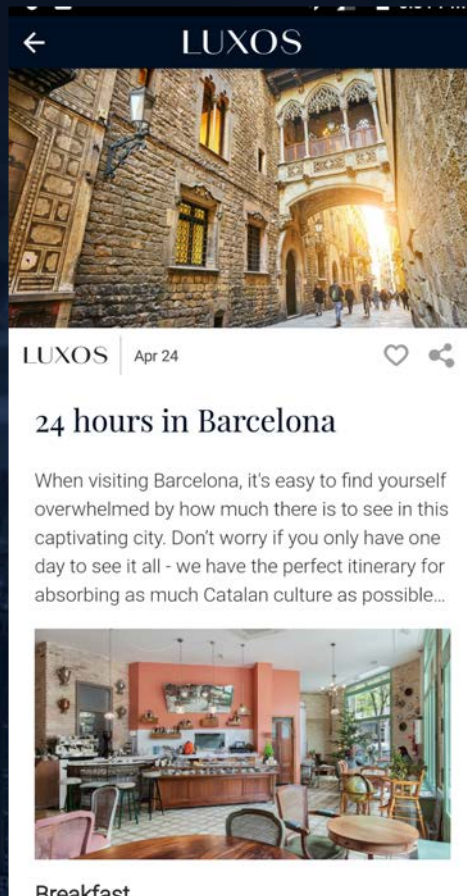 LUXOS
LUXOS
Apr 24
24 hours in Barcelona
When visiting Barcelona, it's easy to find yourself
overwhelmed by how much there is to see in this
captivating city. Don’t worry if you only have one
day to see it all - we have the perfect itinerary for
absorbing as much Catalan culture as possible...
Breakfast